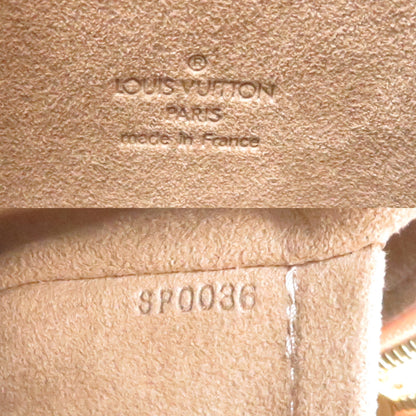 ®
LOUIS VUITTON
PARIS
made in France
SP0036